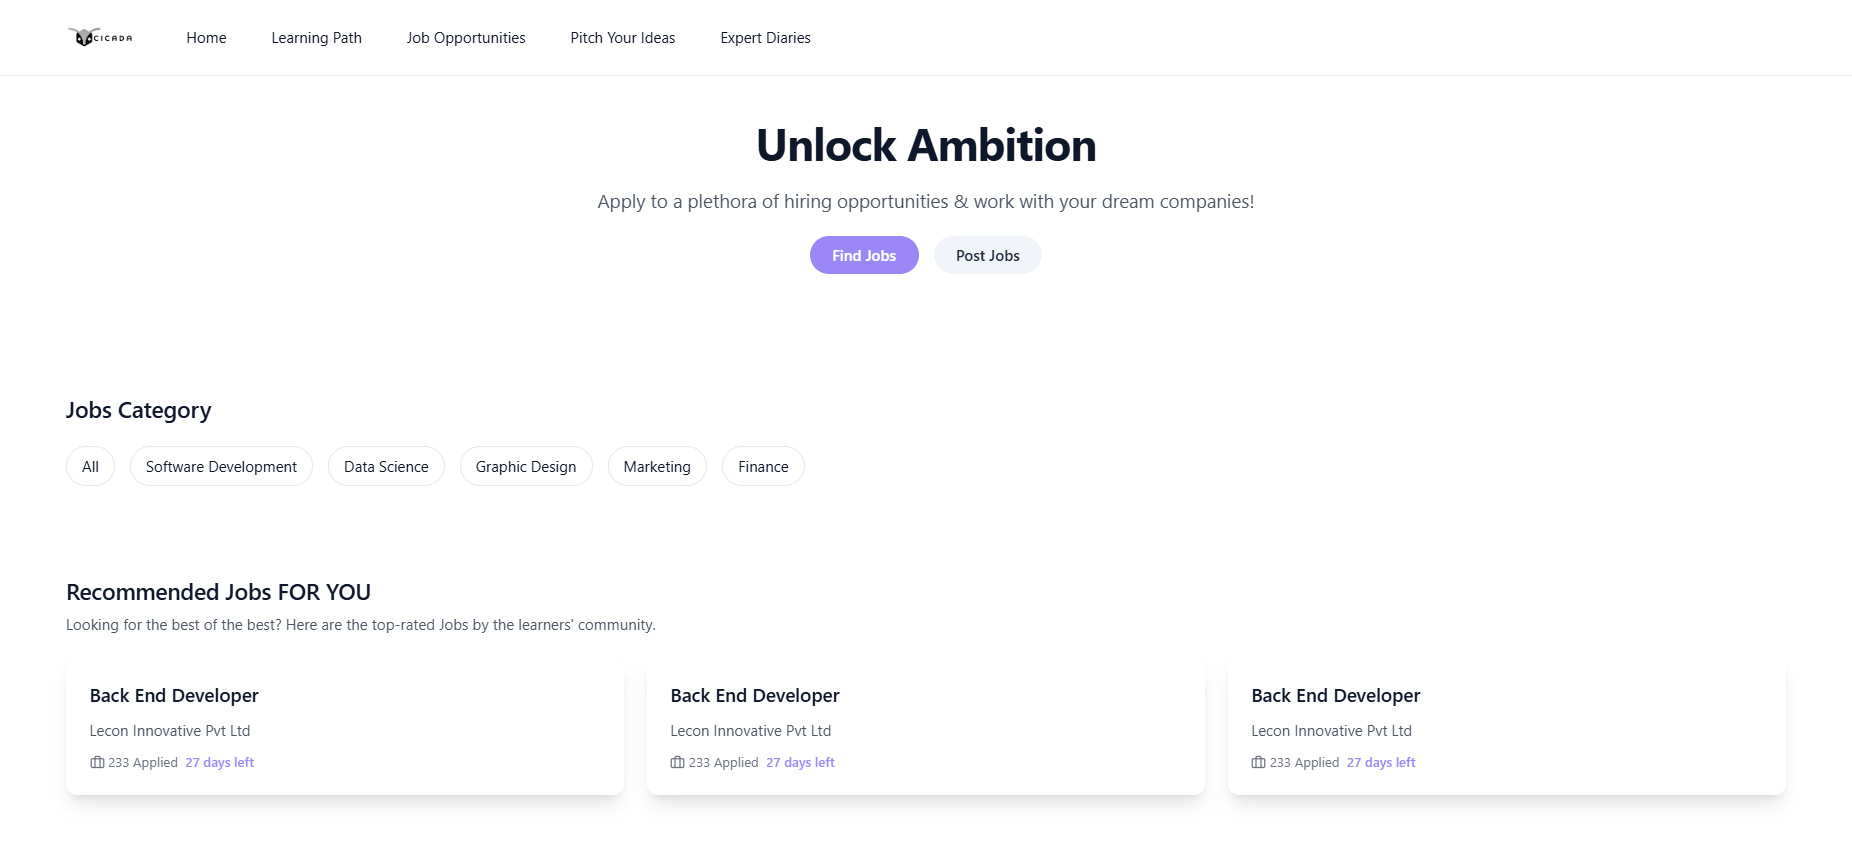 CICADA
Home Learning Path Job Opportunities Pitch Your Ideas Expert Diaries
Unlock Ambition
Apply to a plethora of hiring opportunities & work with your dream companies!
Find Jobs Post Jobs
Jobs Category
All Software Development Data Science Graphic Design Marketing Finance
Recommended Jobs FOR YOU
Looking for the best of the best? Here are the top-rated Jobs by the learners' community.
Back End Developer
Lecon Innovative Pvt Ltd
233 Applied 27 days left
Back End Developer
Lecon Innovative Pvt Ltd
233 Applied 27 days left
Back End Developer
Lecon Innovative Pvt Ltd
233 Applied 27 days left